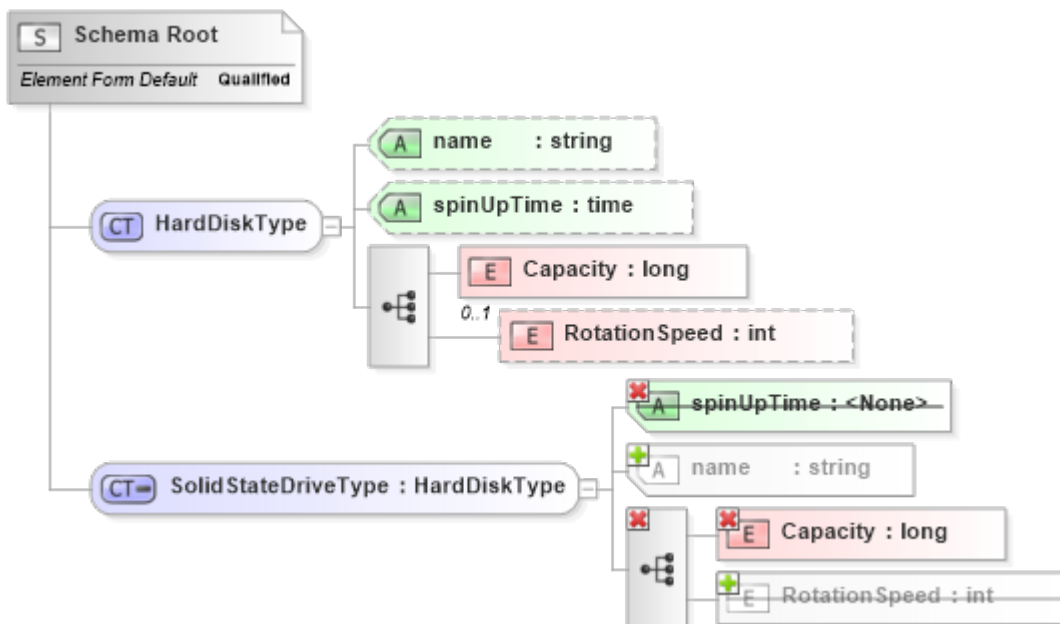 S Schema Root
Element Form Default Qualified
A name : string
A spinUpTime : time
CT HardDiskType
E Capacity : long
0..1
E RotationSpeed : int
A spinUpTime : <None>
A name : string
CT SolidStateDriveType : HardDiskType
E Capacity : long
E RotationSpeed : int